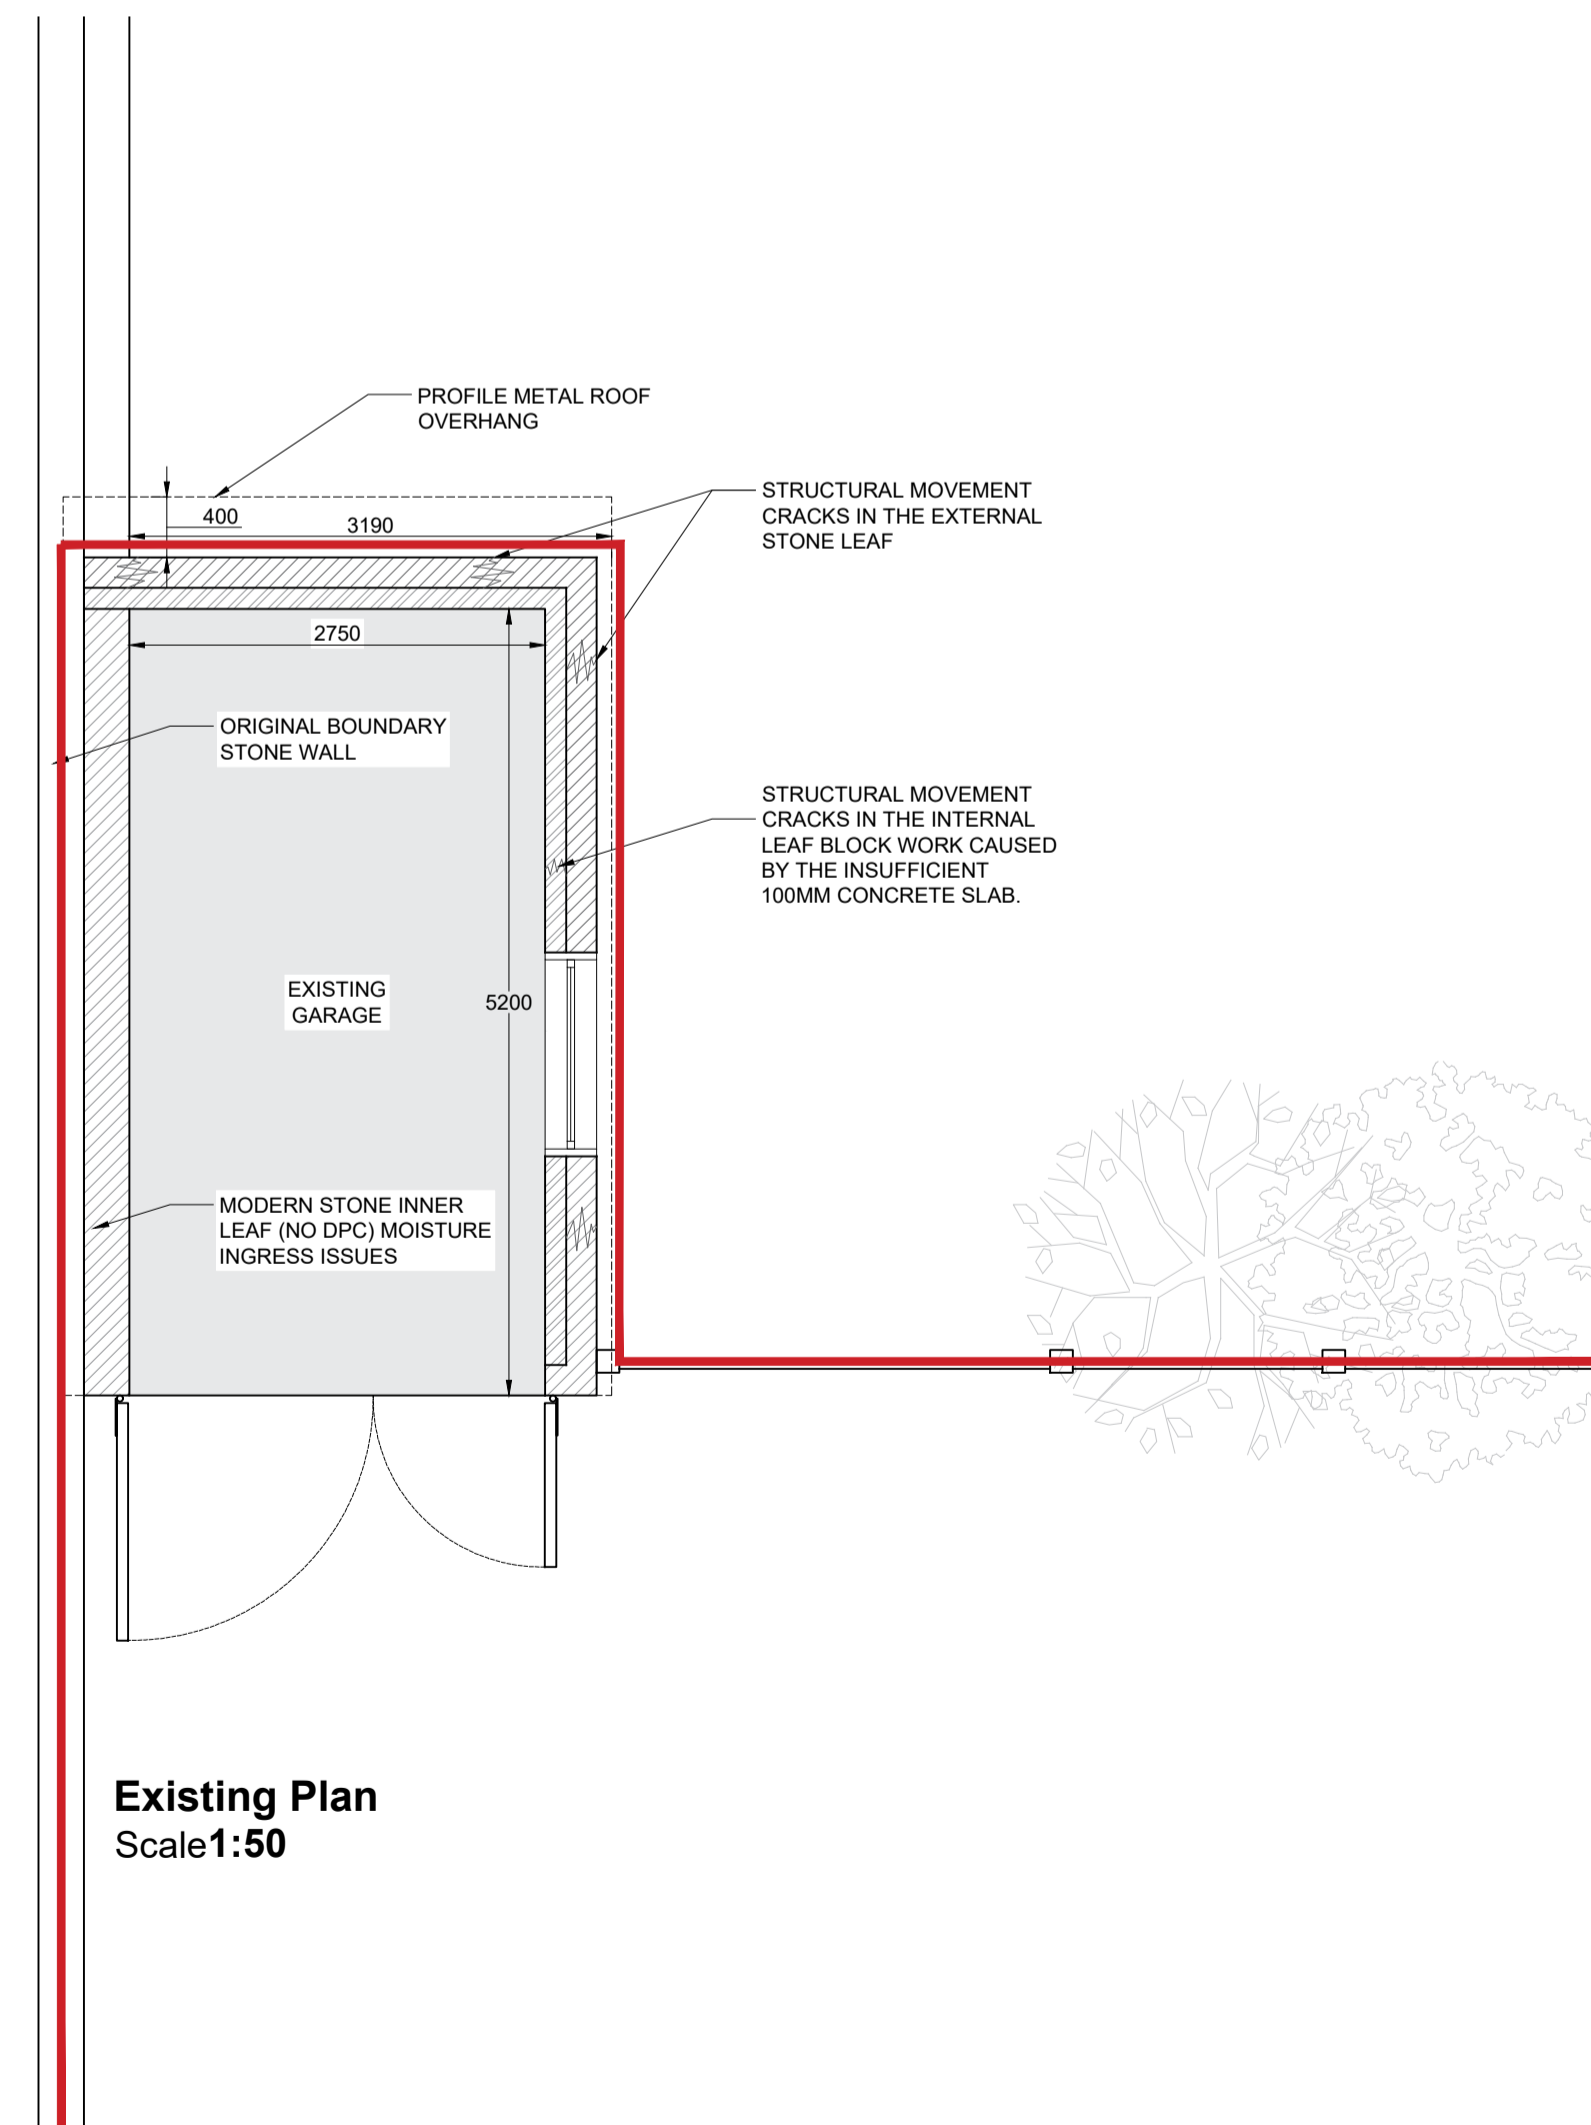 PROFILE METAL ROOF
OVERHANG
STRUCTURAL MOVEMENT
CRACKS IN THE EXTERNAL
STONE LEAF
400
3190
2750
ORIGINAL BOUNDARY
STONE WALL
STRUCTURAL MOVEMENT
CRACKS IN THE INTERNAL
LEAF BLOCK WORK CAUSED
BY THE INSUFFICIENT
100MM CONCRETE SLAB.
EXISTING
GARAGE
5200
MODERN STONE INNER
LEAF (NO DPC) MOISTURE
INGRESS ISSUES
Existing Plan
Scale1:50